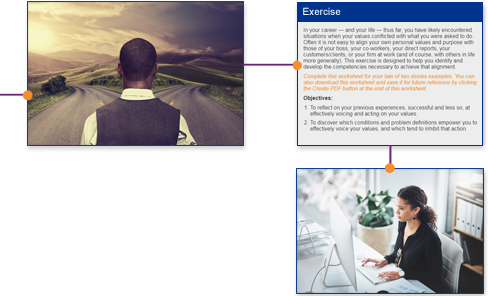 Exercise
In your career — and your life — thus far, you have likely encountered
situations when your values conflicted with what you were asked to do.
Often it is not easy to align your own personal values and purpose with
those of your boss, your co-workers, your direct reports, your
customers/clients, or your firm at work (and of course, with others in life
more generally). This exercise is designed to help you identify and
develop the competencies necessary to achieve that alignment.
Complete this worksheet for your tale of two stories examples. You can
also download this worksheet and save it for future reference by clicking
the Create PDF button at the end of this worksheet.
Objectives:
1. To reflect on your previous experiences, successful and less so, at
effectively voicing and acting on your values.
2. To discover which conditions and problem definitions empower you to
effectively voice your values, and which tend to inhibit that action.